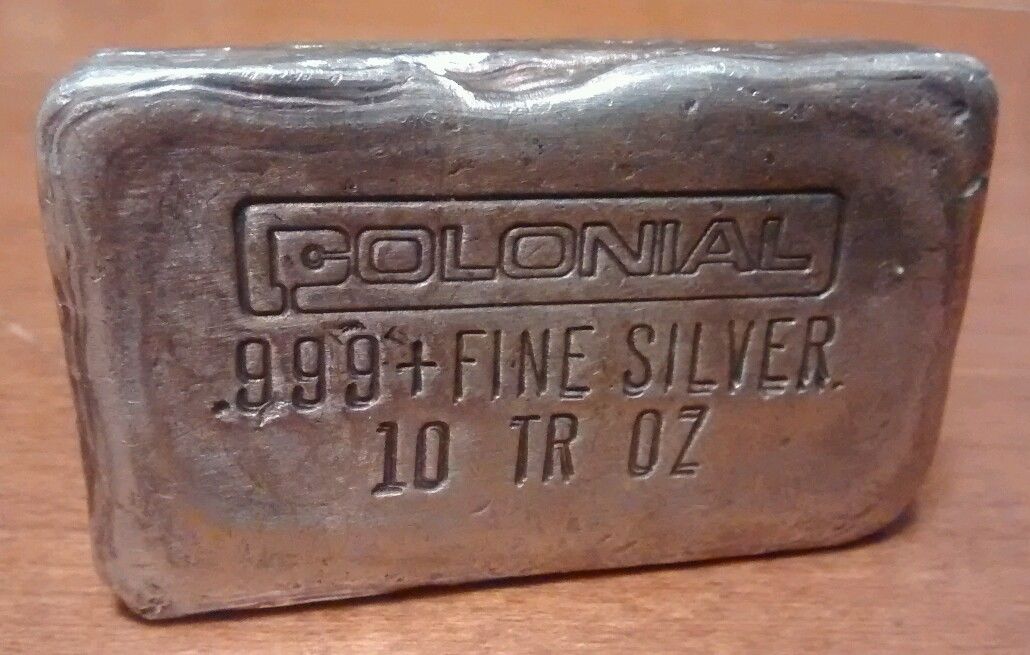 COLONIAL
.999+ FINE SILVER.
10 TR OZ